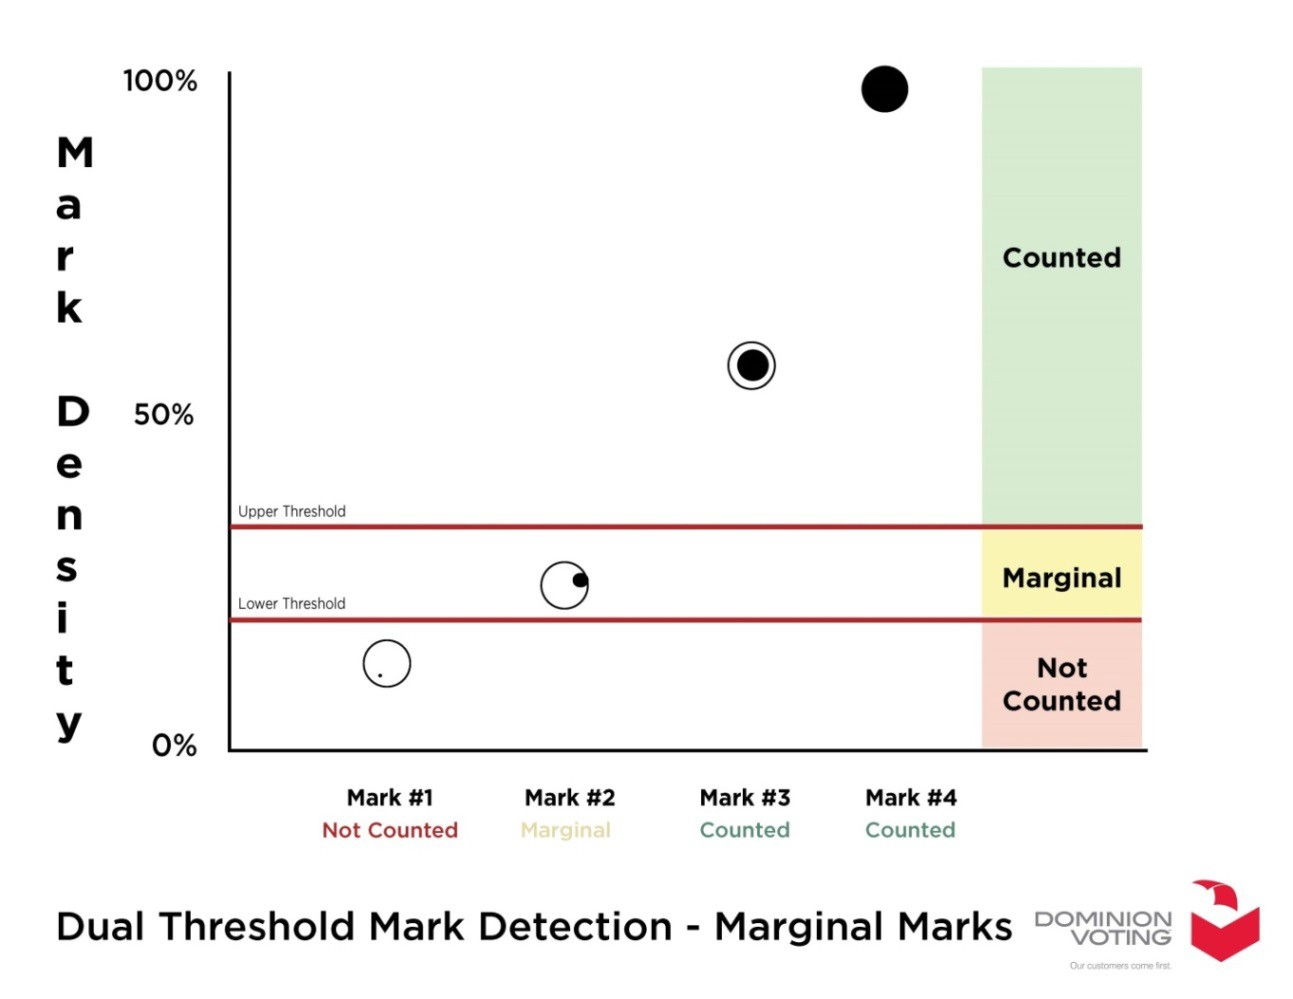 100%
Mark Density
50%
0%
Counted
Upper Threshold
Marginal
Lower Threshold
Not
Counted
Mark #1
Not Counted
Mark #2
Marginal
Mark #3
Counted
Mark #4
Counted
Dual Threshold Mark Detection - Marginal Marks
DOMINION
VOTING
Our customers come first.